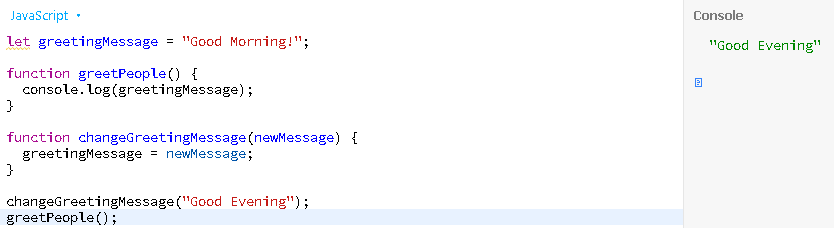 JavaScript
let greetingMessage = "Good Morning!";
function greetPeople() {
  console.log(greetingMessage);
}
function changeGreetingMessage(newMessage) {
  greetingMessage = newMessage;
}
changeGreetingMessage("Good Evening");
greetPeople();
Console
"Good Evening"